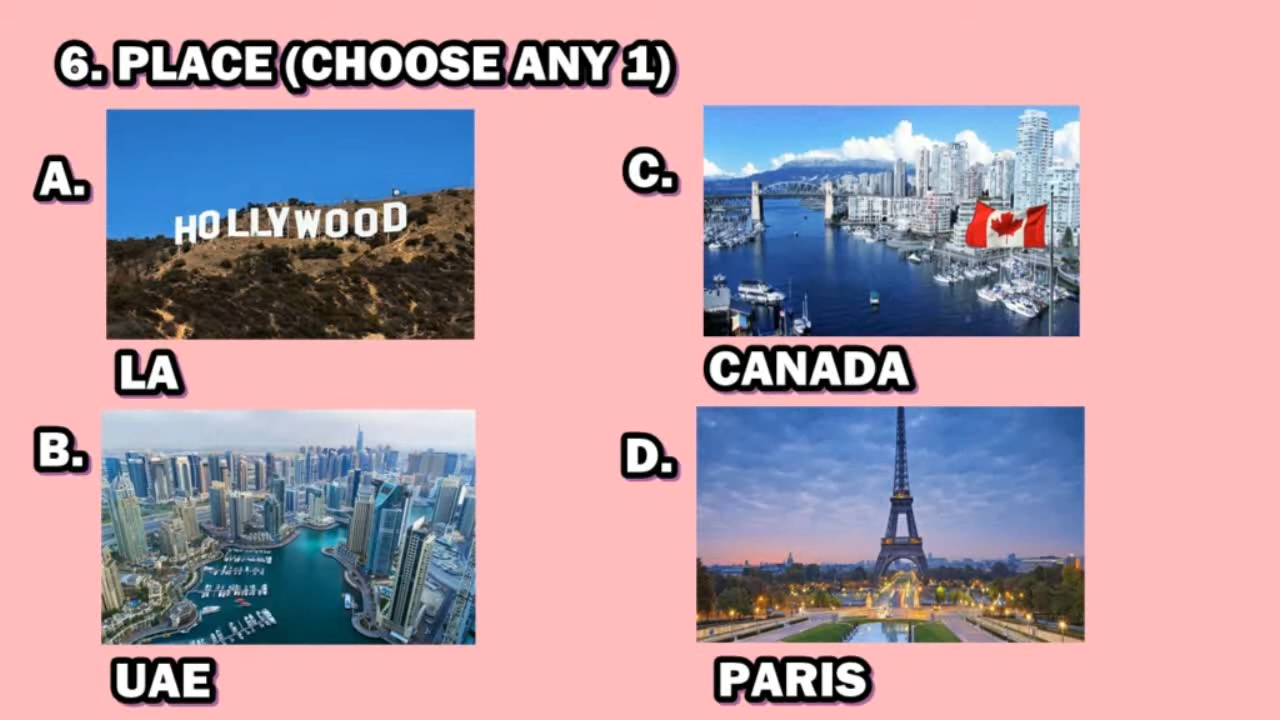 6. PLACE (CHOOSE ANY 1)
A.
HOLLYWOOD
LA
B.
UAE
C.
CANADA
D.
PARIS